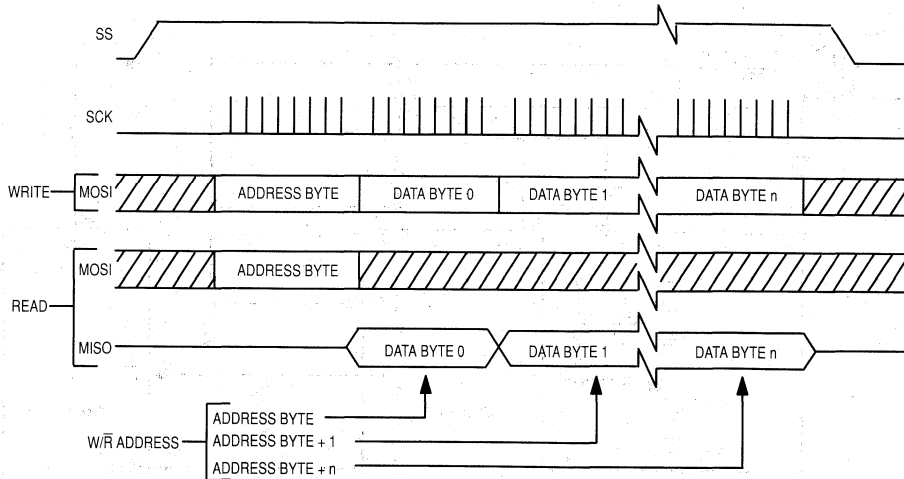 SS
SCK
WRITE MOSI ADDRESS BYTE DATA BYTE 0 DATA BYTE 1 DATA BYTE n
MOSI ADDRESS BYTE
READ
MISO DATA BYTE 0 DATA BYTE 1 DATA BYTE n
ADDRESS BYTE
W/R̅ ADDRESS ADDRESS BYTE + 1
ADDRESS BYTE + n